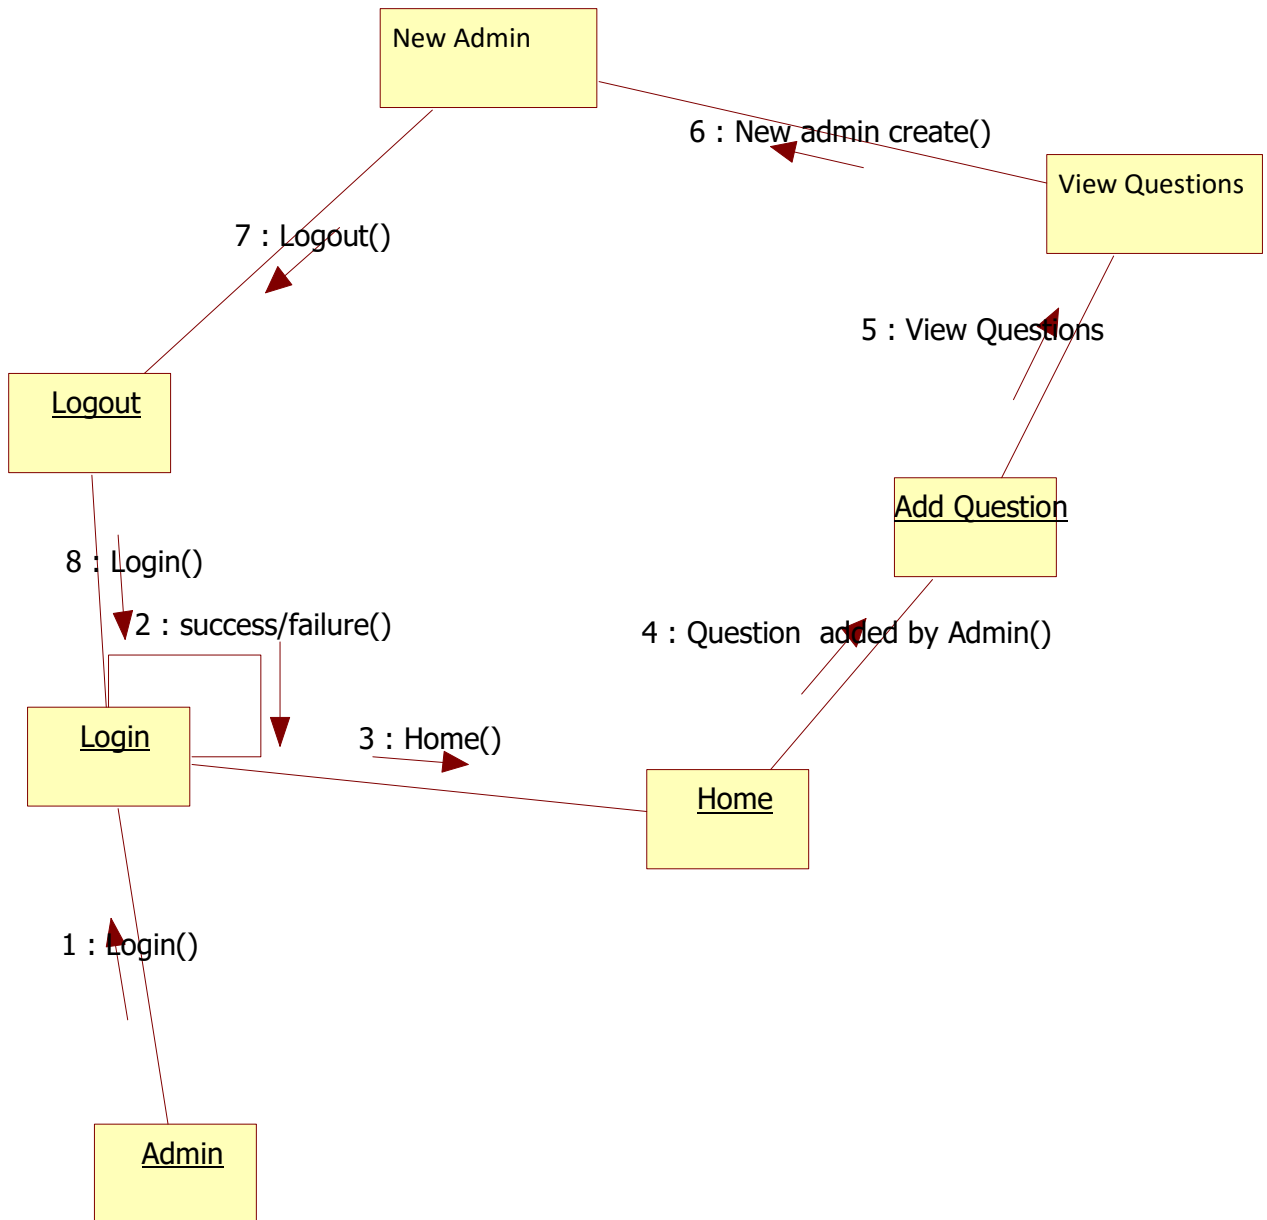 New Admin
6 : New admin create()
View Questions
7 : Logout()
5 : View Questions
Logout
Add Question
8 : Login()
2 : success/failure()
4 : Question  added by Admin()
Login
3 : Home()
Home
1 : Login()
Admin